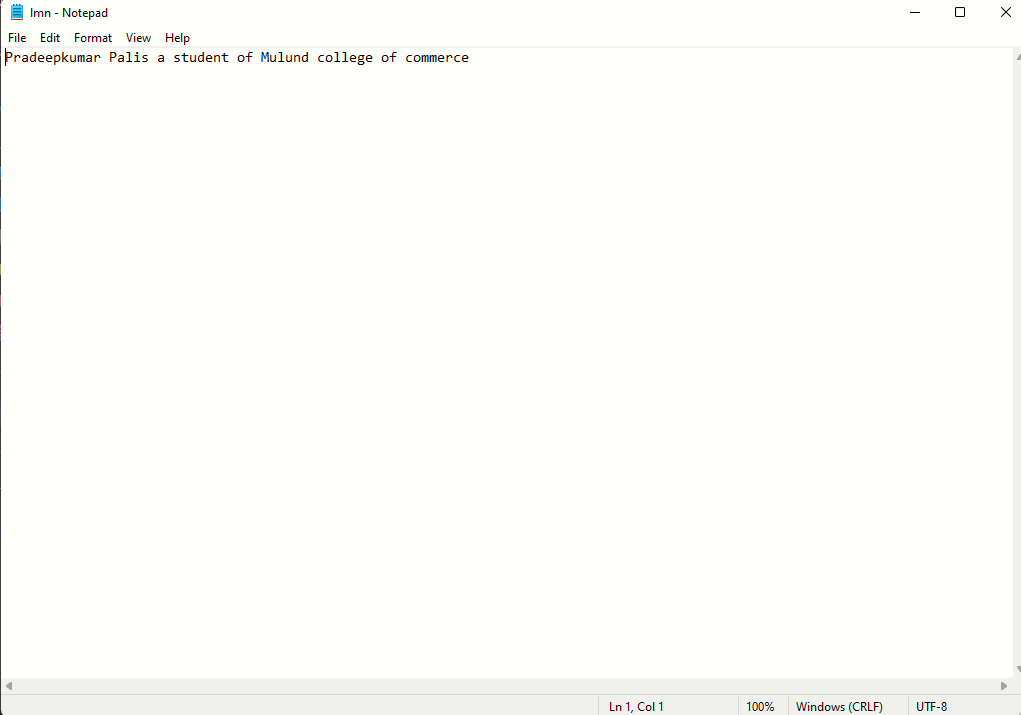 lmn - Notepad
File Edit Format View Help
Pradeepkumar Palis a student of Mulund college of commerce
Ln 1, Col 1 100% Windows (CRLF) UTF-8